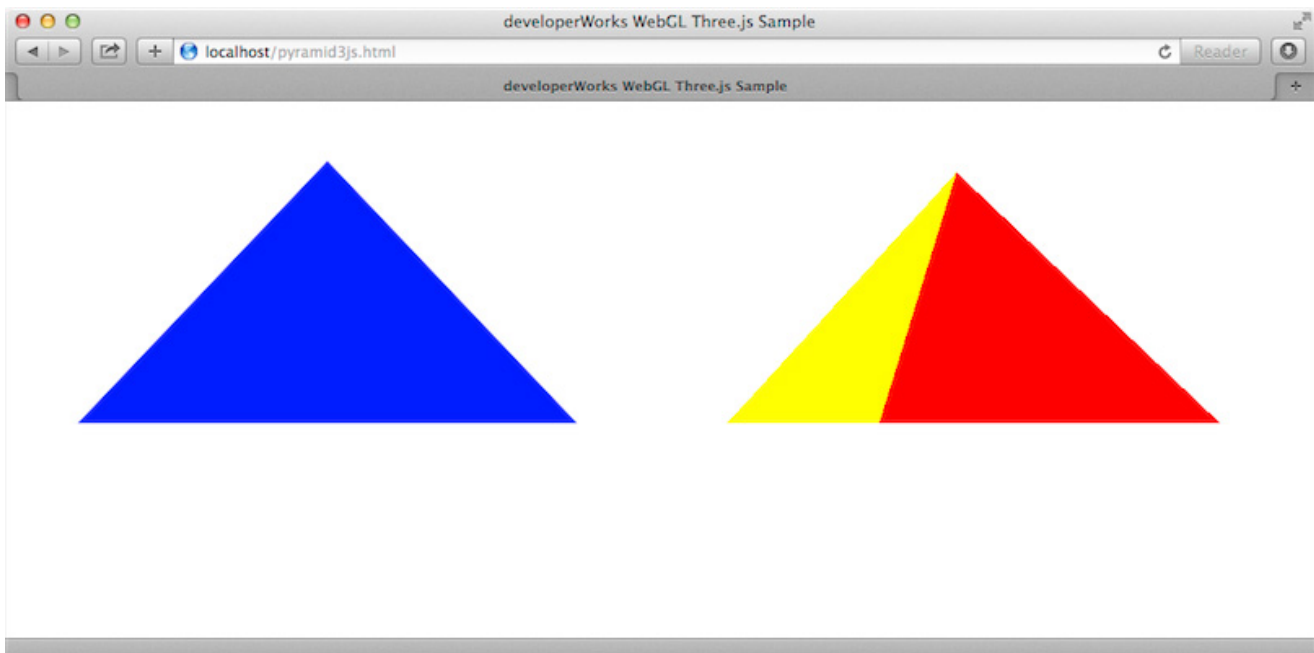 developerWorks WebGL Three.js Sample
localhost/pyramid3js.html
Reader
developerWorks WebGL Three.js Sample